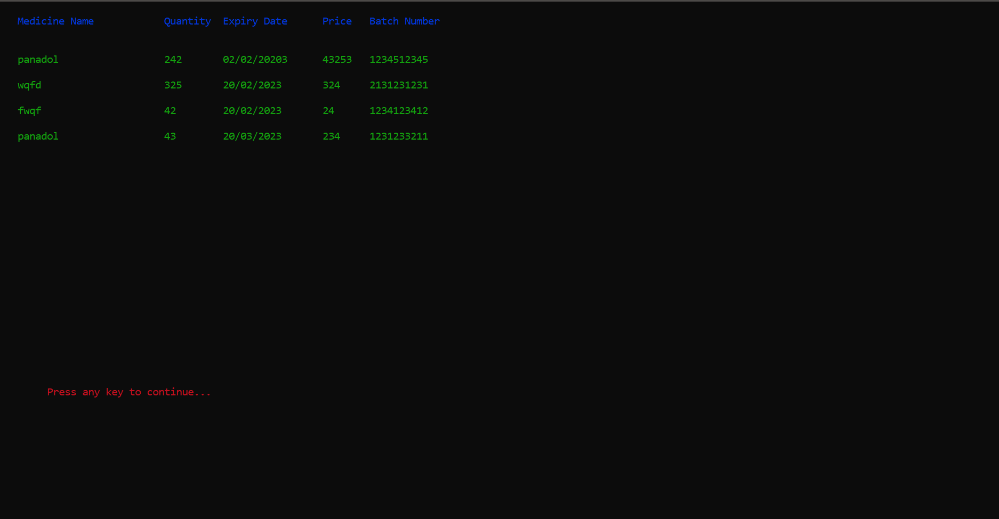 Medicine Name Quantity Expiry Date Price Batch Number
panadol 242 02/02/20203 43253 1234512345
wqfd 325 20/02/2023 324 2131231231
fwqf 42 20/02/2023 24 1234123412
panadol 43 20/03/2023 234 1231233211
Press any key to continue...